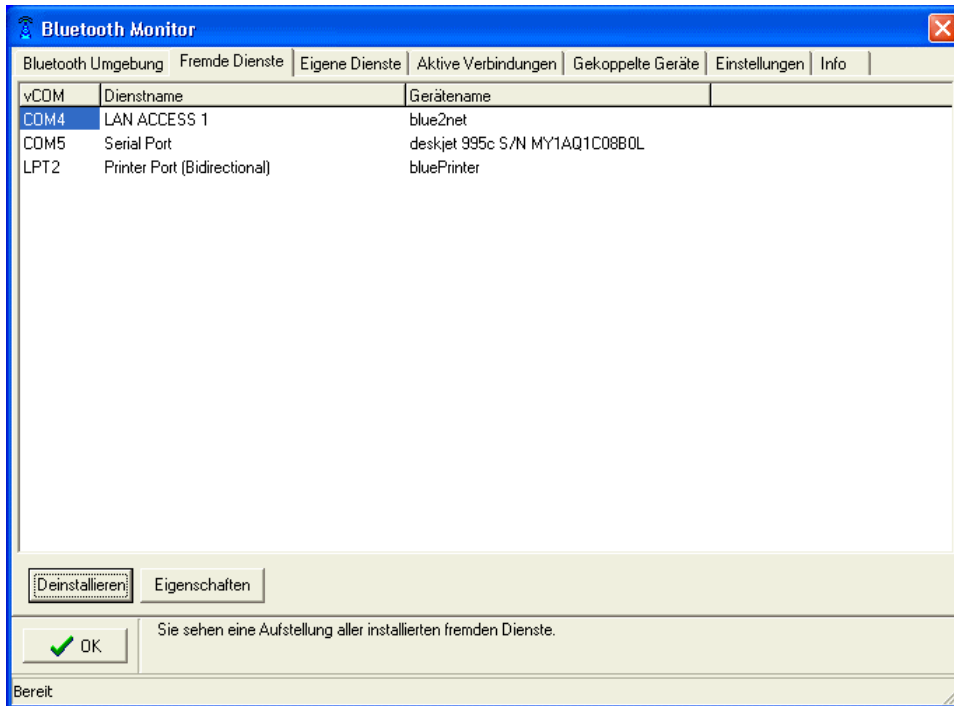 Bluetooth Monitor
Bluetooth Umgebung Fremde Dienste Eigene Dienste Aktive Verbindungen Gekoppelte Geräte Einstellungen Info
vCOM Dienstname Gerätename
COM4 LAN ACCESS 1 blue2net
COM5 Serial Port deskjet 995c S/N MY1AQ1C08B0L
LPT2 Printer Port (Bidirectional) bluePrinter
Deinstallieren Eigenschaften
OK Sie sehen eine Aufstellung aller installierten fremden Dienste.
Bereit